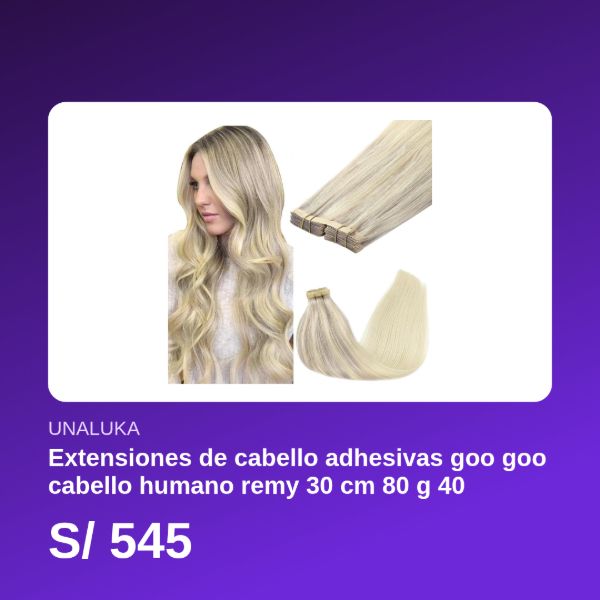 UNALUKA
Extensiones de cabello adhesivas goo goo
cabello humano remy 30 cm 80 g 40
S/ 545